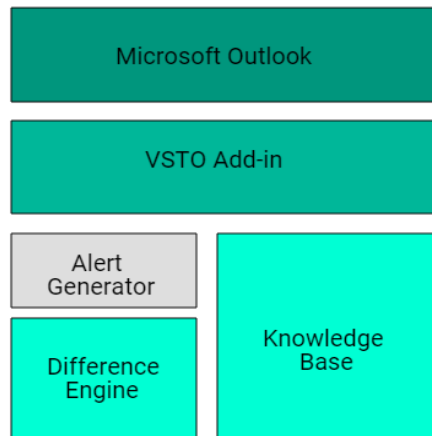 Microsoft Outlook
VSTO Add-in
Alert
Generator
Difference
Engine
Knowledge
Base